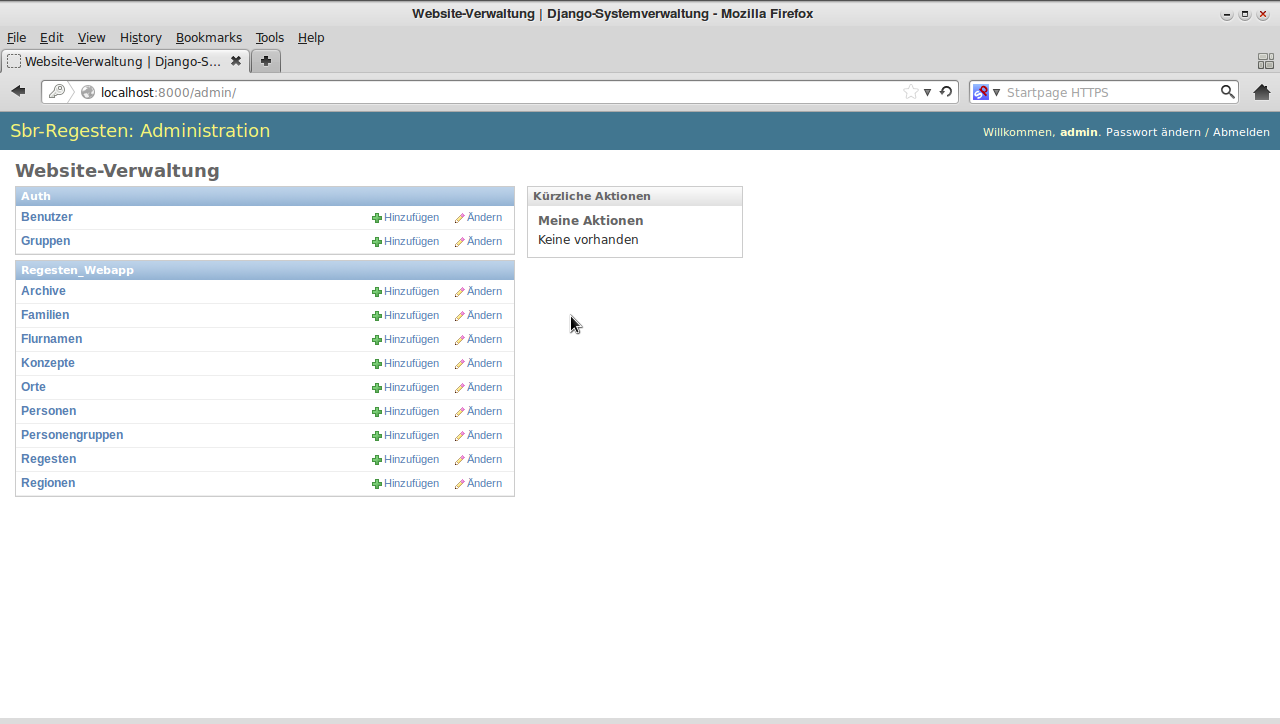 Website-Verwaltung | Django-Systemverwaltung - Mozilla Firefox
File Edit View History Bookmarks Tools Help
Website-Verwaltung | Django-S...
localhost:8000/admin/ Startpage HTTPS
Sbr-Regesten: Administration Willkommen, admin. Passwort ändern / Abmelden
Website-Verwaltung
Auth
Benutzer Hinzufügen Ändern
Gruppen Hinzufügen Ändern
Regesten_Webapp
Archive Hinzufügen Ändern
Familien Hinzufügen Ändern
Flurnamen Hinzufügen Ändern
Konzepte Hinzufügen Ändern
Orte Hinzufügen Ändern
Personen Hinzufügen Ändern
Personengruppen Hinzufügen Ändern
Regesten Hinzufügen Ändern
Regionen Hinzufügen Ändern
Kürzliche Aktionen
Meine Aktionen
Keine vorhanden